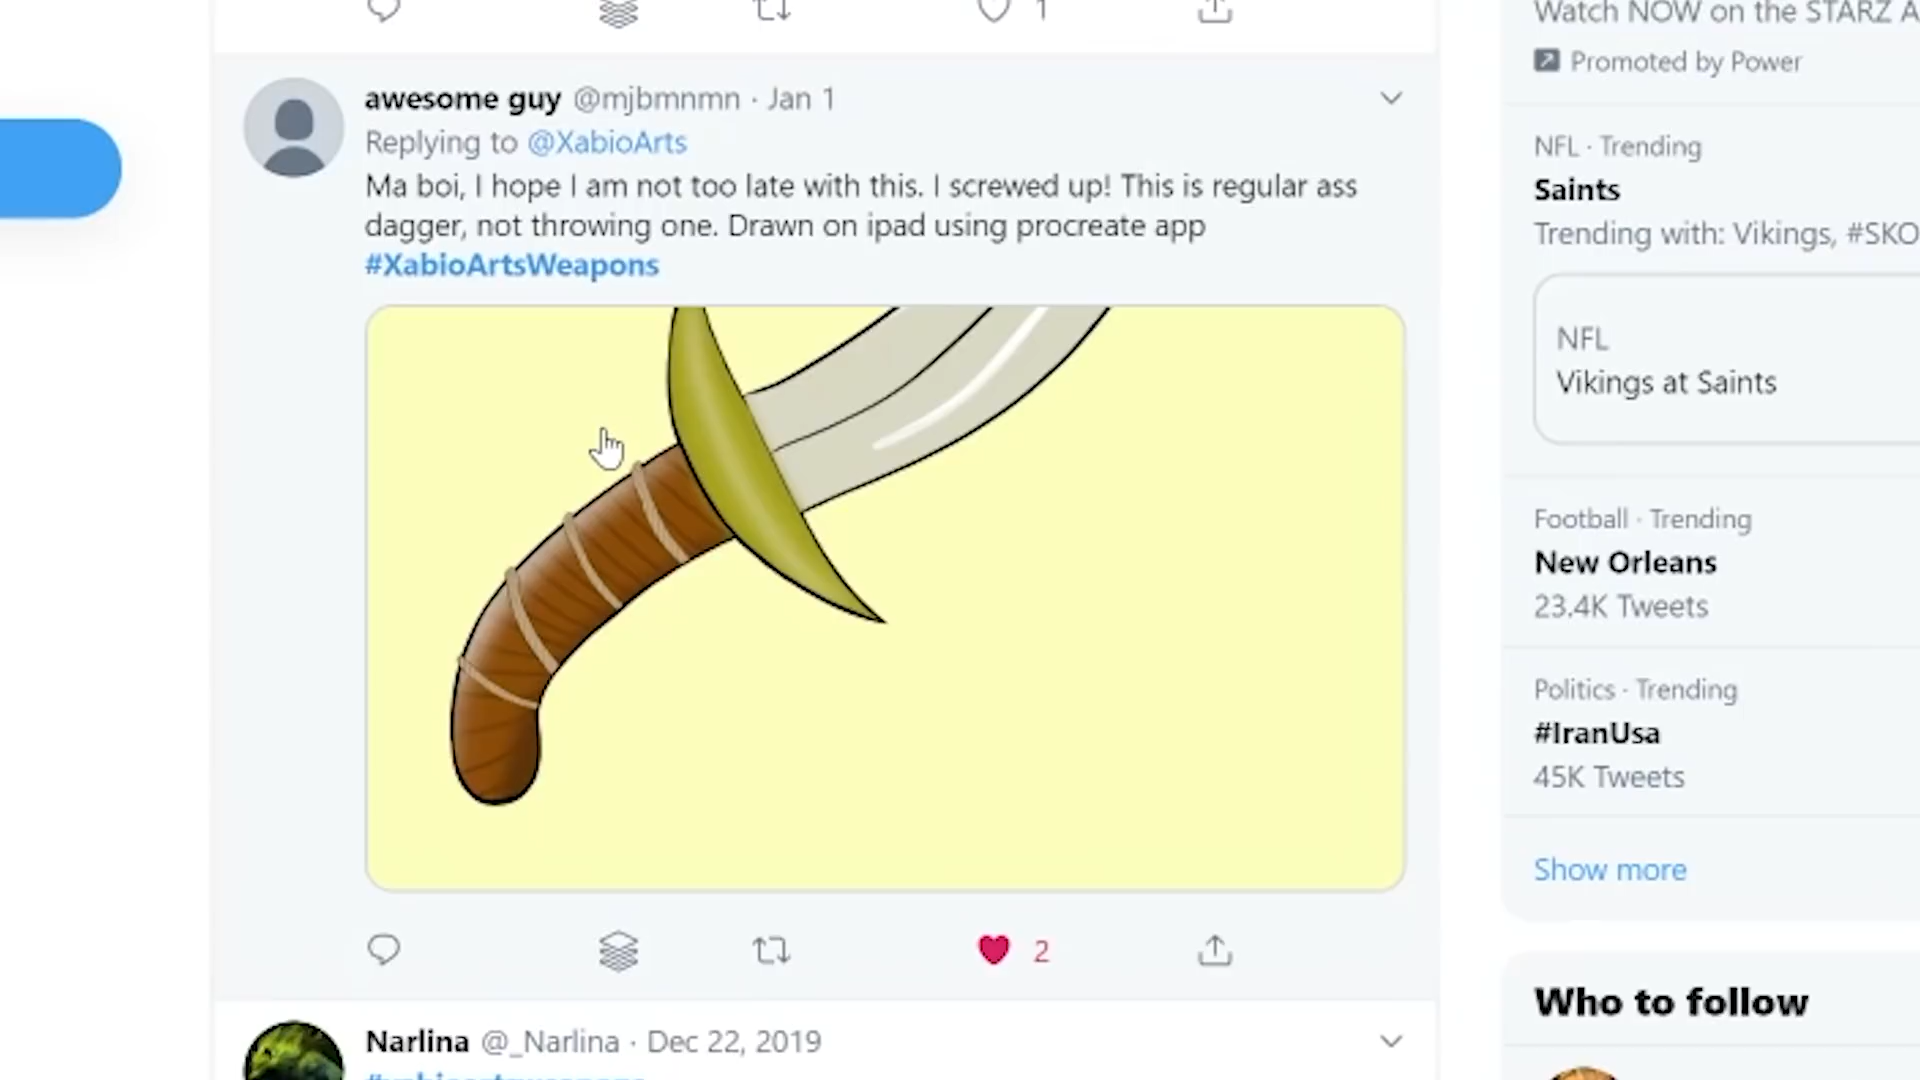 1
awesome guy @mjbmnmn · Jan 1
Replying to @XabioArts
Ma boi, I hope I am not too late with this. I screwed up! This is regular ass
dagger, not throwing one. Drawn on ipad using procreate app
#XabioArtsWeapons
2
Narlina @_Narlina · Dec 22, 2019
Watch NOW on the STARZ A
Promoted by Power
NFL · Trending
Saints
Trending with: Vikings, #SKO
NFL
Vikings at Saints
Football · Trending
New Orleans
23.4K Tweets
Politics · Trending
#IranUsa
45K Tweets
Show more
Who to follow